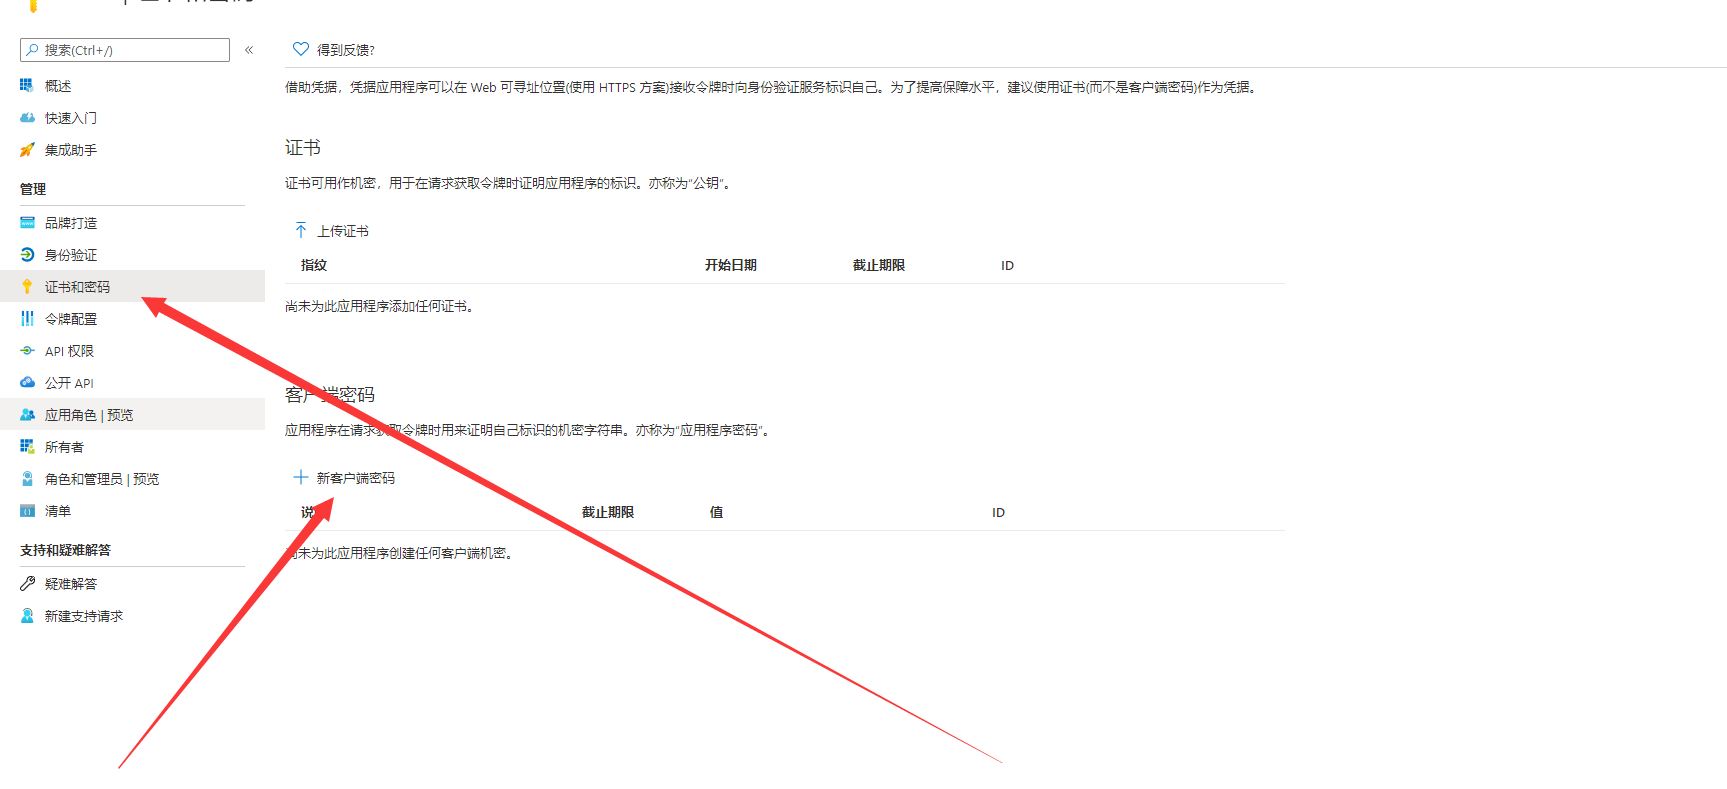 搜索(Ctrl+/)
«
得到反馈?
概述
快速入门
集成助手
管理
品牌打造
身份验证
证书和密码
令牌配置
API 权限
公开 API
应用角色 | 预览
所有者
角色和管理员 | 预览
清单
支持和疑难解答
疑难解答
新建支持请求
借助凭据，凭据应用程序可以在 Web 可寻址位置(使用 HTTPS 方案)接收令牌时向身份验证服务标识自己。为了提高保障水平，建议使用证书(而不是客户端密码)作为凭据。
证书
证书可用作机密，用于在请求获取令牌时证明应用程序的标识。亦称为“公钥”。
上传证书
指纹 开始日期 截止期限 ID
尚未为此应用程序添加任何证书。
客户端密码
应用程序在请求获取令牌时用来证明自己标识的机密字符串。亦称为“应用程序密码”。
新客户端密码
说 截止期限 值 ID
尚未为此应用程序创建任何客户端机密。